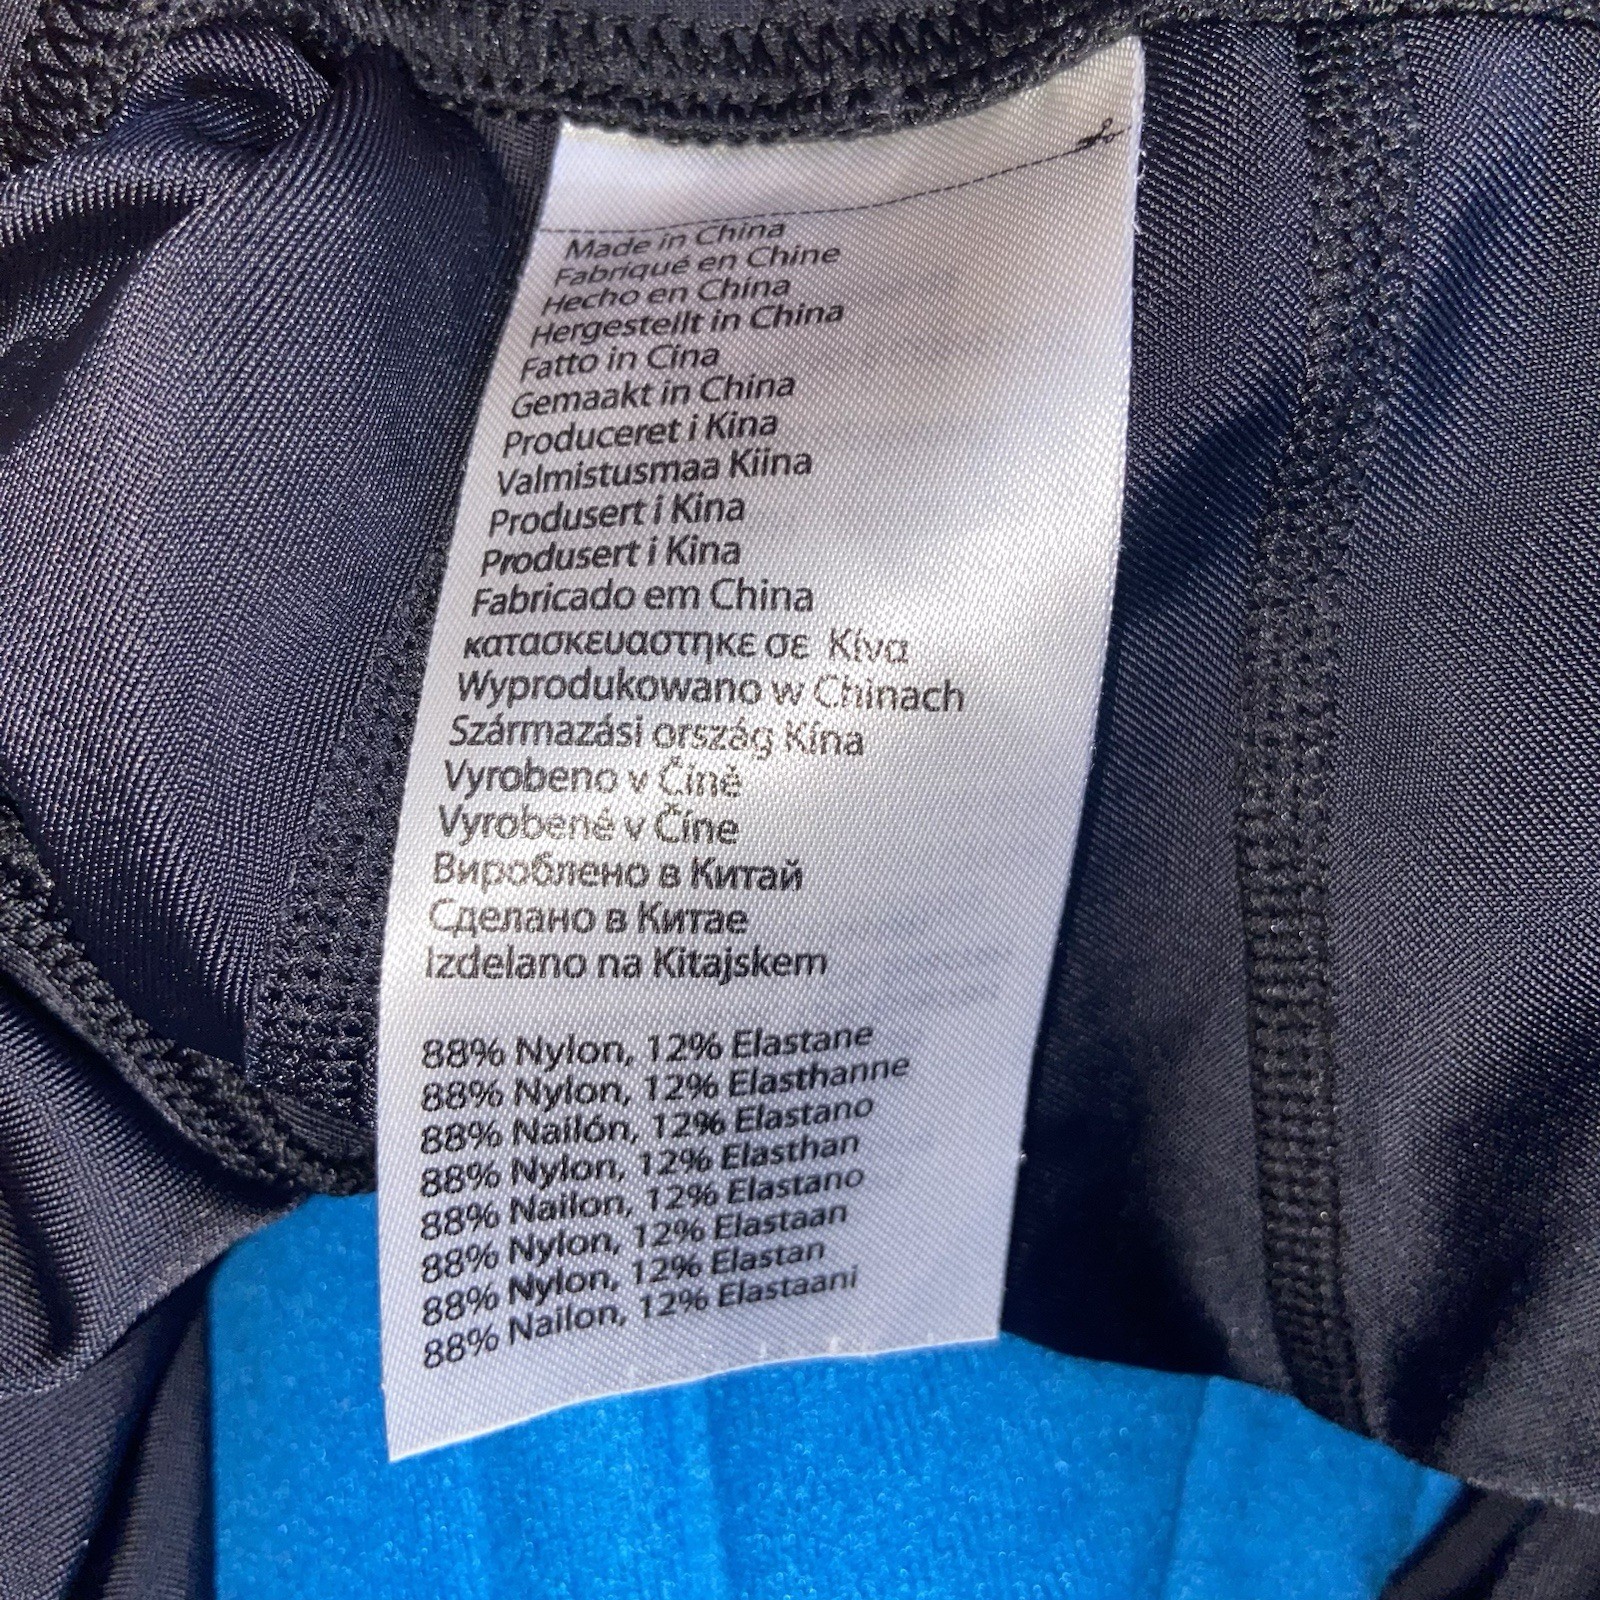 Made in China
Fabriqué en Chine
Hecho en China
Hergestellt in China
Fatto in Cina
Gemaakt in China
Produceret i Kina
Valmistusmaa Kiina
Produsert i Kina
Produsert i Kina
Fabricado em China
κατασκευαστηκε σε Κίνα
Wyprodukowano w Chinach
Származási ország Kína
Vyrobeno v Číně
Vyrobené v Číne
Вироблено в Китай
Сделано в Китае
Izdelano na Kitajskem
88% Nylon, 12% Elastane
88% Nylon, 12% Elasthanne
88% Nailón, 12% Elastano
88% Nylon, 12% Elasthan
88% Nailon, 12% Elastano
88% Nylon, 12% Elastaan
88% Nylon, 12% Elastan
88% Nailon, 12% Elastaani